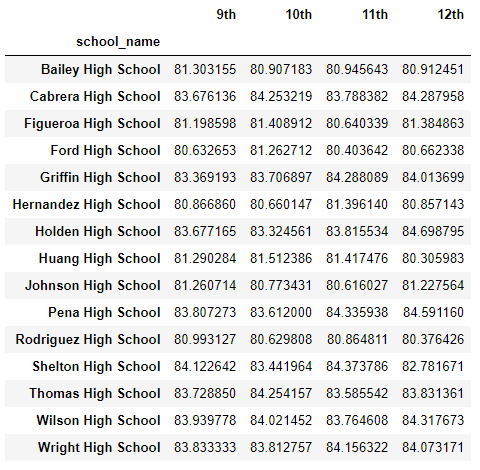 9th 10th 11th 12th
school_name
Bailey High School 81.303155 80.907183 80.945643 80.912451
Cabrera High School 83.676136 84.253219 83.788382 84.287958
Figueroa High School 81.198598 81.408912 80.640339 81.384863
Ford High School 80.632653 81.262712 80.403642 80.662338
Griffin High School 83.369193 83.706897 84.288089 84.013699
Hernandez High School 80.866860 80.660147 81.396140 80.857143
Holden High School 83.677165 83.324561 83.815534 84.698795
Huang High School 81.290284 81.512386 81.417476 80.305983
Johnson High School 81.260714 80.773431 80.616027 81.227564
Pena High School 83.807273 83.612000 84.335938 84.591160
Rodriguez High School 80.993127 80.629808 80.864811 80.376426
Shelton High School 84.122642 83.441964 84.373786 82.781671
Thomas High School 83.728850 84.254157 83.585542 83.831361
Wilson High School 83.939778 84.021452 83.764608 84.317673
Wright High School 83.833333 83.812757 84.156322 84.073171